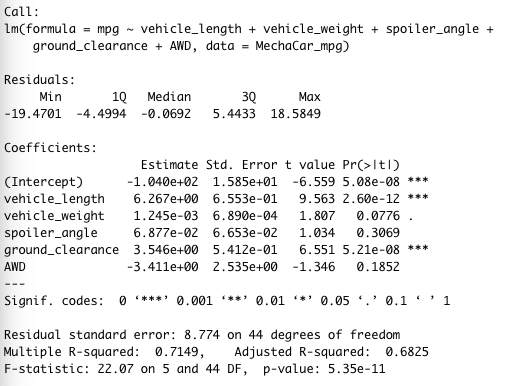 Call:
lm(formula = mpg ~ vehicle_length + vehicle_weight + spoiler_angle +
    ground_clearance + AWD, data = MechaCar_mpg)

Residuals:
     Min       1Q   Median       3Q      Max
-19.4701  -4.4994  -0.0692   5.4433  18.5849

Coefficients:
                   Estimate Std. Error t value Pr(>|t|)
(Intercept)      -1.040e+02  1.585e+01  -6.559 5.08e-08 ***
vehicle_length    6.267e+00  6.553e-01   9.563 2.60e-12 ***
vehicle_weight    1.245e-03  6.890e-04   1.807   0.0776 .
spoiler_angle     6.877e-02  6.653e-02   1.034   0.3069
ground_clearance  3.546e+00  5.412e-01   6.551 5.21e-08 ***
AWD              -3.411e+00  2.535e+00  -1.346   0.1852
---
Signif. codes:  0 ‘***’ 0.001 ‘**’ 0.01 ‘*’ 0.05 ‘.’ 0.1 ‘ ’ 1

Residual standard error: 8.774 on 44 degrees of freedom
Multiple R-squared:  0.7149,    Adjusted R-squared:  0.6825
F-statistic: 22.07 on 5 and 44 DF,  p-value: 5.35e-11